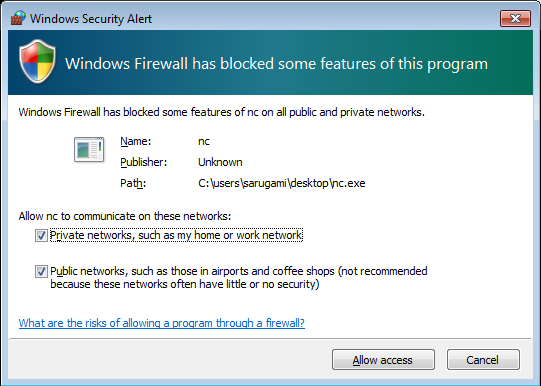 Windows Security Alert
Windows Firewall has blocked some features of this program
Windows Firewall has blocked some features of nc on all public and private networks.
Name: nc
Publisher: Unknown
Path: C:\users\sarugami\desktop\nc.exe
Allow nc to communicate on these networks:
Private networks, such as my home or work network
Public networks, such as those in airports and coffee shops (not recommended
because these networks often have little or no security)
What are the risks of allowing a program through a firewall?
Allow access Cancel